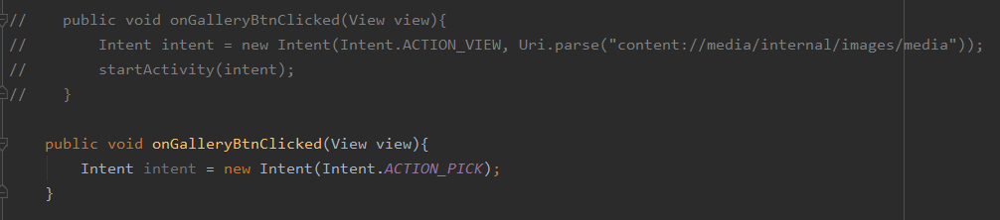 //    public void onGalleryBtnClicked(View view){
//        Intent intent = new Intent(Intent.ACTION_VIEW, Uri.parse("content://media/internal/images/media"));
//        startActivity(intent);
//    }
    public void onGalleryBtnClicked(View view){
        Intent intent = new Intent(Intent.ACTION_PICK);
    }